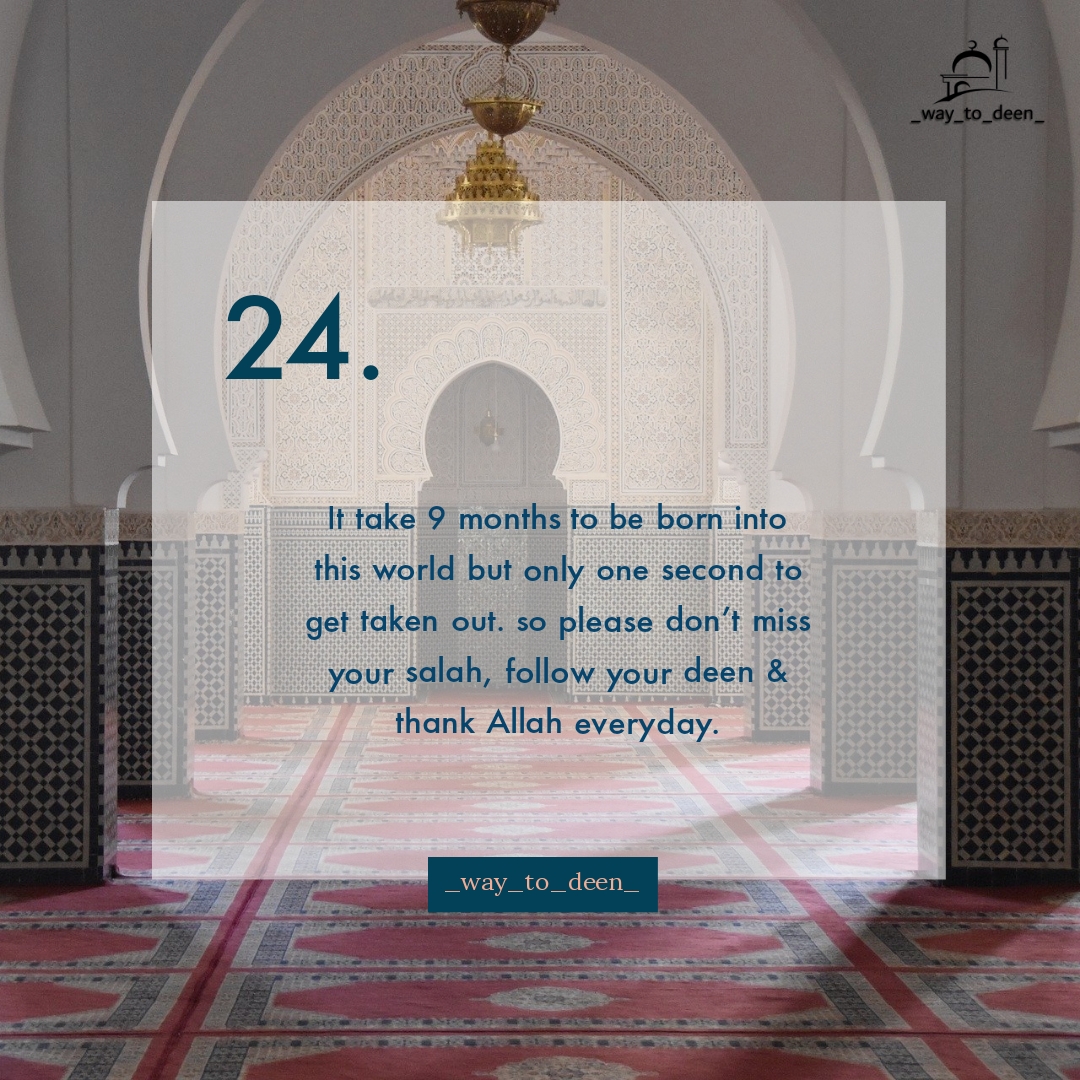 _way_to_deen_
24.
It take 9 months to be born into
this world but only one second to
get taken out. so please don’t miss
your salah, follow your deen &
thank Allah everyday.
_way_to_deen_